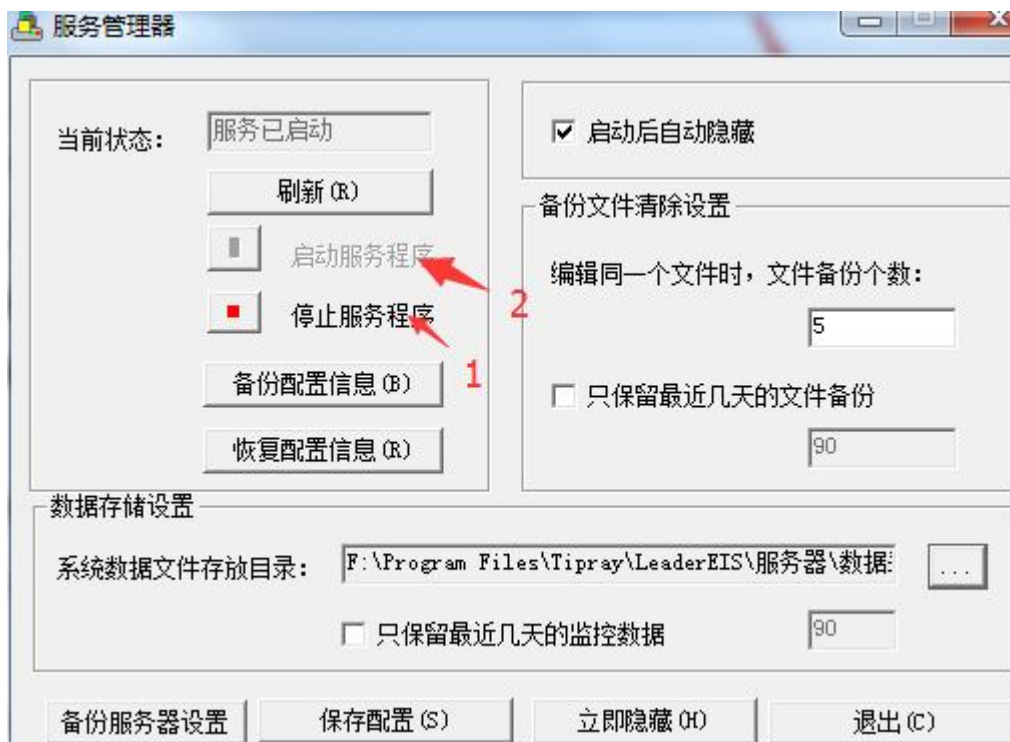 服务管理器
当前状态：
服务已启动
刷新(R)
启动服务程序
2
停止服务程序
1
备份配置信息(B)
恢复配置信息(R)
启动后自动隐藏
备份文件清除设置
编辑同一个文件时，文件备份个数：
5
只保留最近几天的文件备份
90
数据存储设置
系统数据文件存放目录：
F:\Program Files\Tipray\LeaderEIS\服务器\数据
...
只保留最近几天的监控数据
90
备份服务器设置
保存配置(S)
立即隐藏(H)
退出(C)